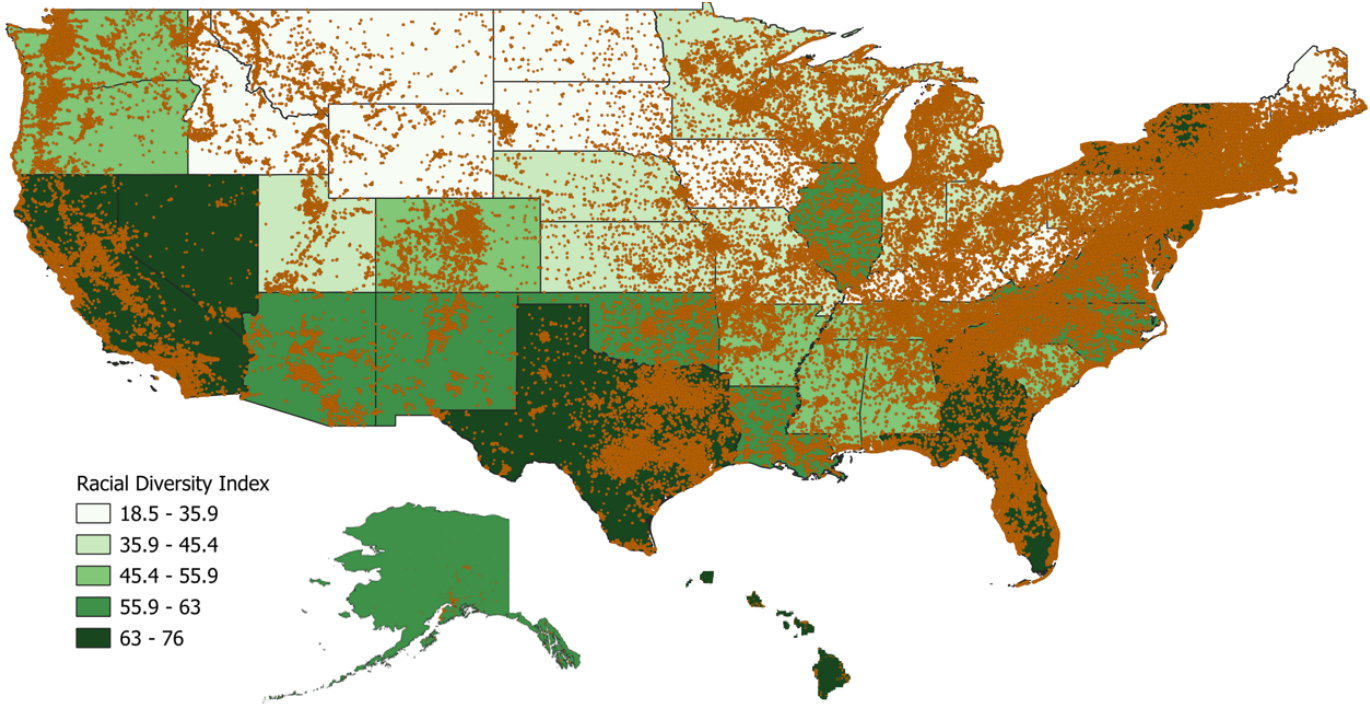 Racial Diversity Index
18.5 - 35.9
35.9 - 45.4
45.4 - 55.9
55.9 - 63
63 - 76